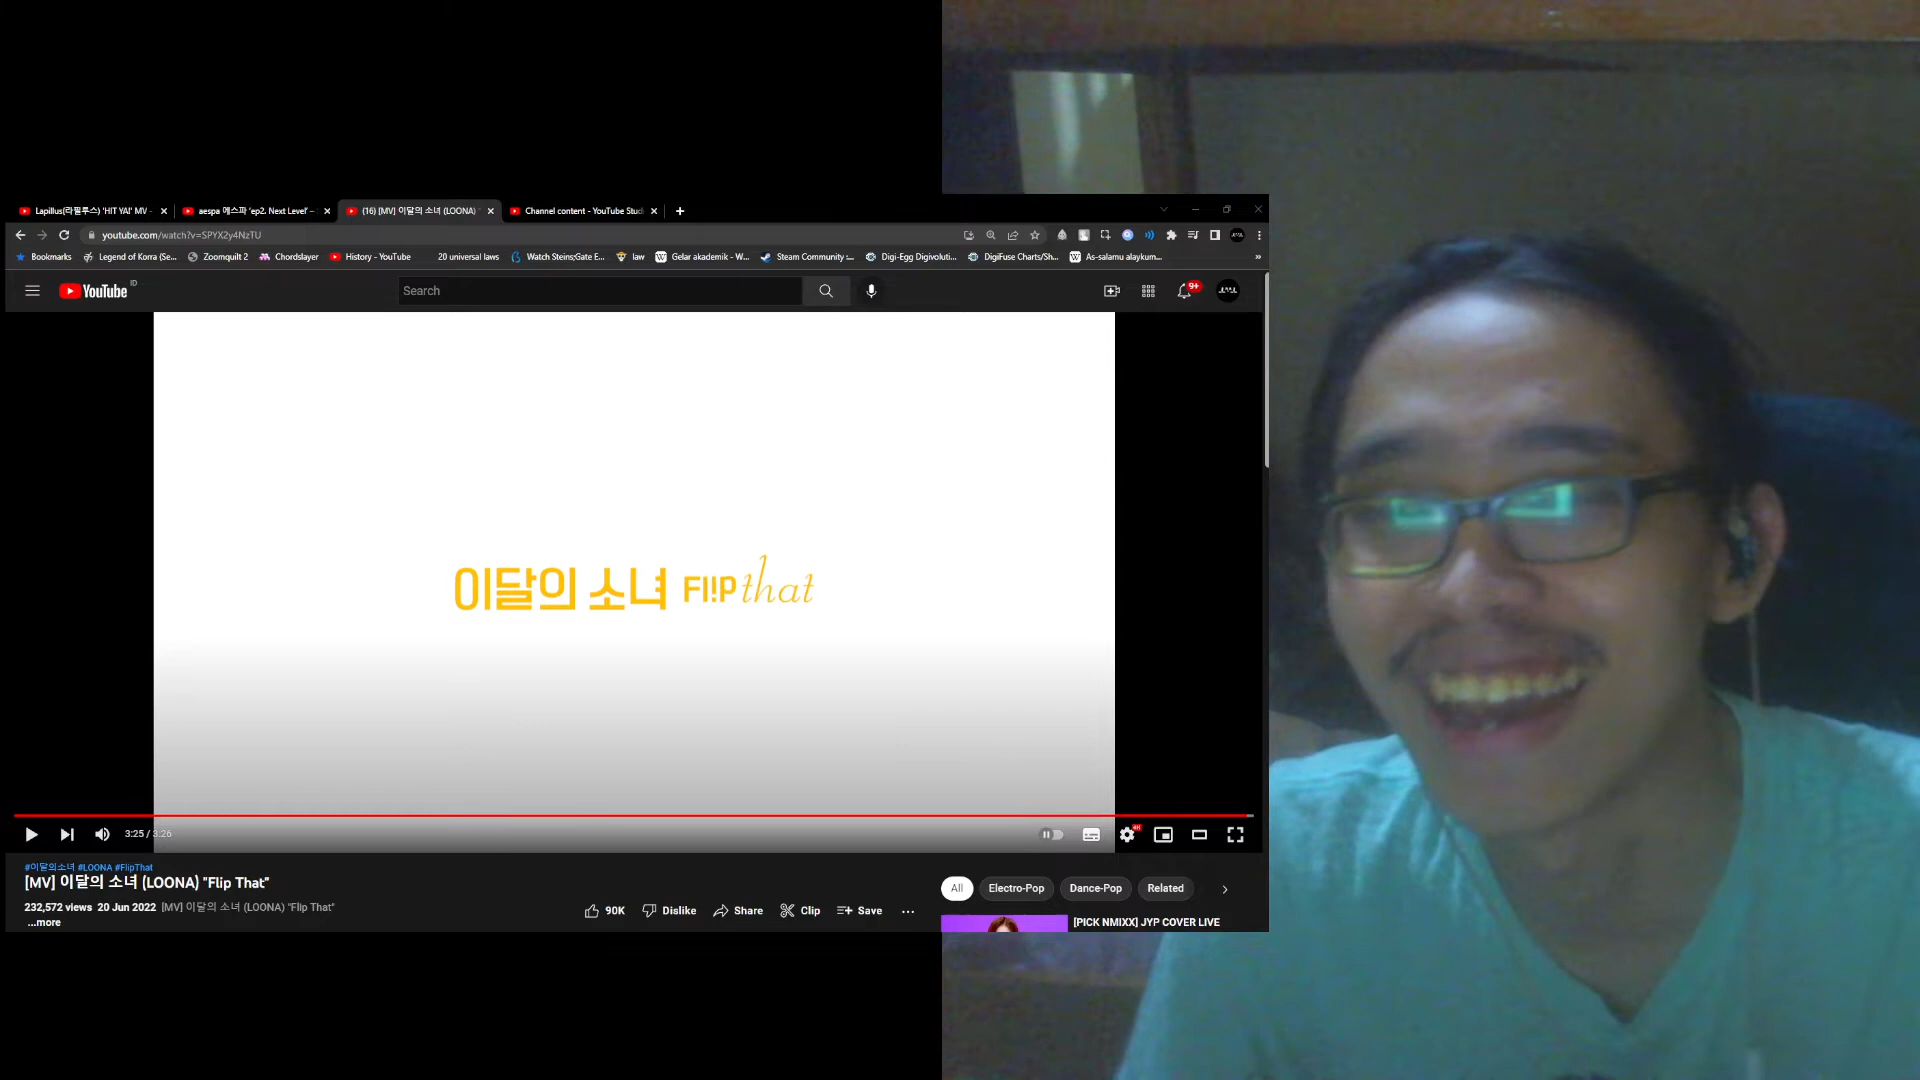 Lapillus(라필루스) 'HIT YA!' MV -
aespa 에스파 'ep2. Next Level' –
(16) [MV] 이달의 소녀 (LOONA) "
Channel content - YouTube Stud
youtube.com/watch?v=SPYX2y4NzTU
Bookmarks
Legend of Korra (Se...
Zoomquilt 2
Chordslayer
History - YouTube
20 universal laws
Watch Steins;Gate E...
law
Gelar akademik - W...
Steam Community :...
Digi-Egg Digivoluti...
DigiFuse Charts/Sh...
As-salamu alaykum...
»
YouTube ID
Search
9+
이달의 소녀 FL!P that
3:25 / 3:26
#이달의소녀 #LOONA #FlipThat
[MV] 이달의 소녀 (LOONA) "Flip That"
232,572 views 20 Jun 2022 [MV] 이달의 소녀 (LOONA) "Flip That"
...more
90K
Dislike
Share
Clip
Save
All
Electro-Pop
Dance-Pop
Related
[PICK NMIXX] JYP COVER LIVE